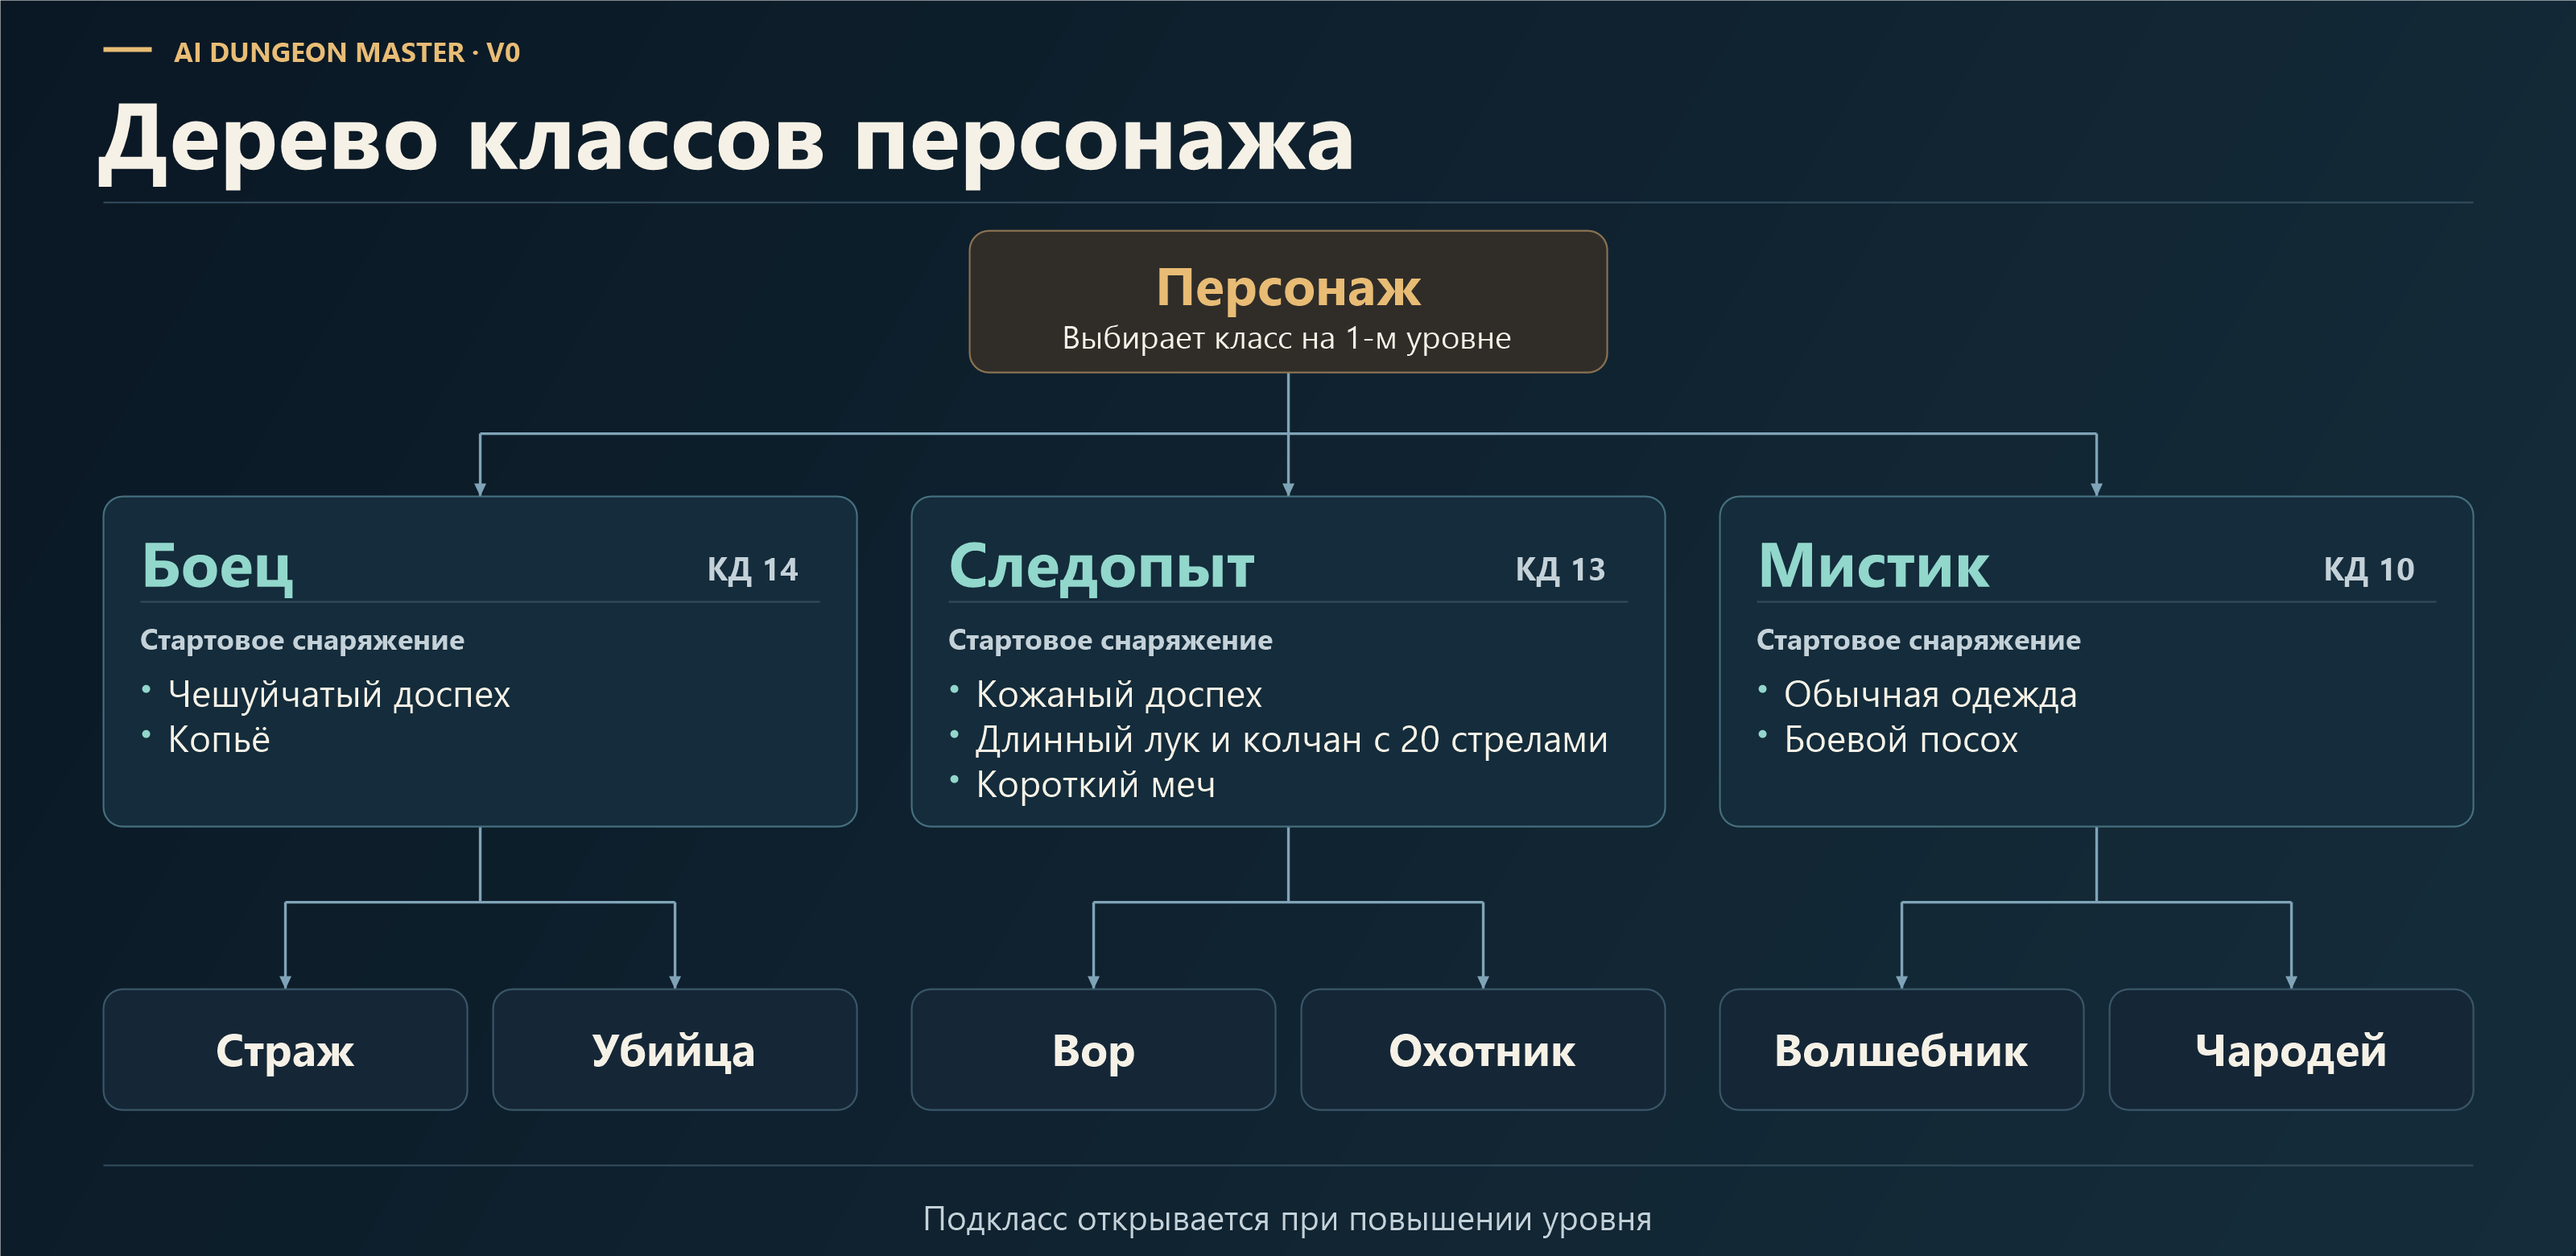 AI DUNGEON MASTER · V0
Дерево классов персонажа
Персонаж
Выбирает класс на 1-м уровне
Боец
КД 14
Стартовое снаряжение
• Чешуйчатый доспех
• Копьё
Следопыт
КД 13
Стартовое снаряжение
• Кожаный доспех
• Длинный лук и колчан с 20 стрелами
• Короткий меч
Мистик
КД 10
Стартовое снаряжение
• Обычная одежда
• Боевой посох
Страж
Убийца
Вор
Охотник
Волшебник
Чародей
Подкласс открывается при повышении уровня